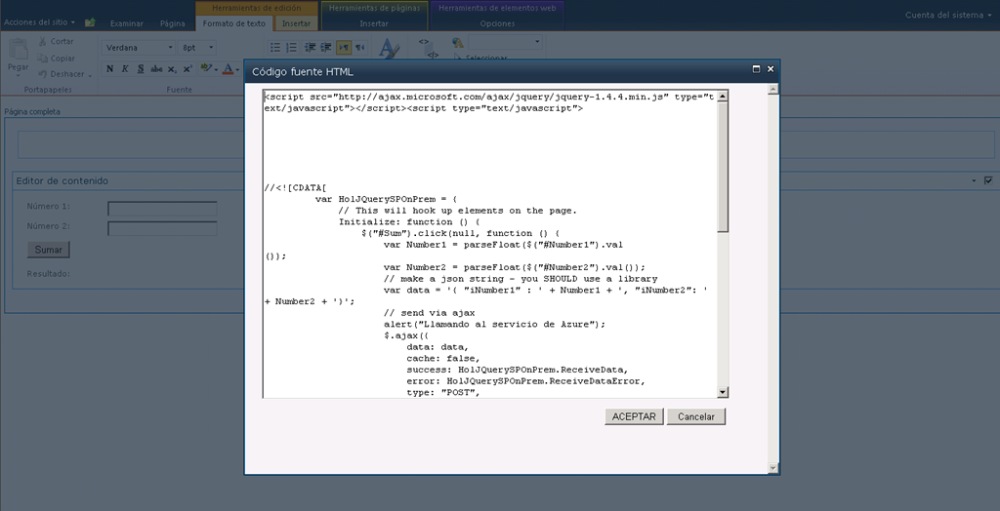 Herramientas de edición Herramientas de páginas Herramientas de elementos web
Acciones del sitio Examinar Página Formato de texto Insertar Insertar Opciones Cuenta del sistema
Pegar
Cortar
Copiar
Deshacer
Portapapeles
Verdana 8pt
N K S abc x₂ x²
Fuente
Seleccionar
Página completa
Editor de contenido
Número 1:
Número 2:
Sumar
Resultado:
Código fuente HTML
<script src="http://ajax.microsoft.com/ajax/jquery/jquery-1.4.4.min.js" type="t
ext/javascript"></script><script type="text/javascript">
//<![CDATA[
var HolJQuerySPOnPrem = {
// This will hook up elements on the page.
Initialize: function () {
$("#Sum").click(null, function () {
var Number1 = parseFloat($("#Number1").val
());
var Number2 = parseFloat($("#Number2").val());
// make a json string - you SHOULD use a library
var data = '{ "iNumber1" : ' + Number1 + ', "iNumber2": '
+ Number2 + '}';
// send via ajax
alert("Llamando al servicio de Azure");
$.ajax({
data: data,
cache: false,
success: HolJQuerySPOnPrem.ReceiveData,
error: HolJQuerySPOnPrem.ReceiveDataError,
type: "POST",
ACEPTAR Cancelar